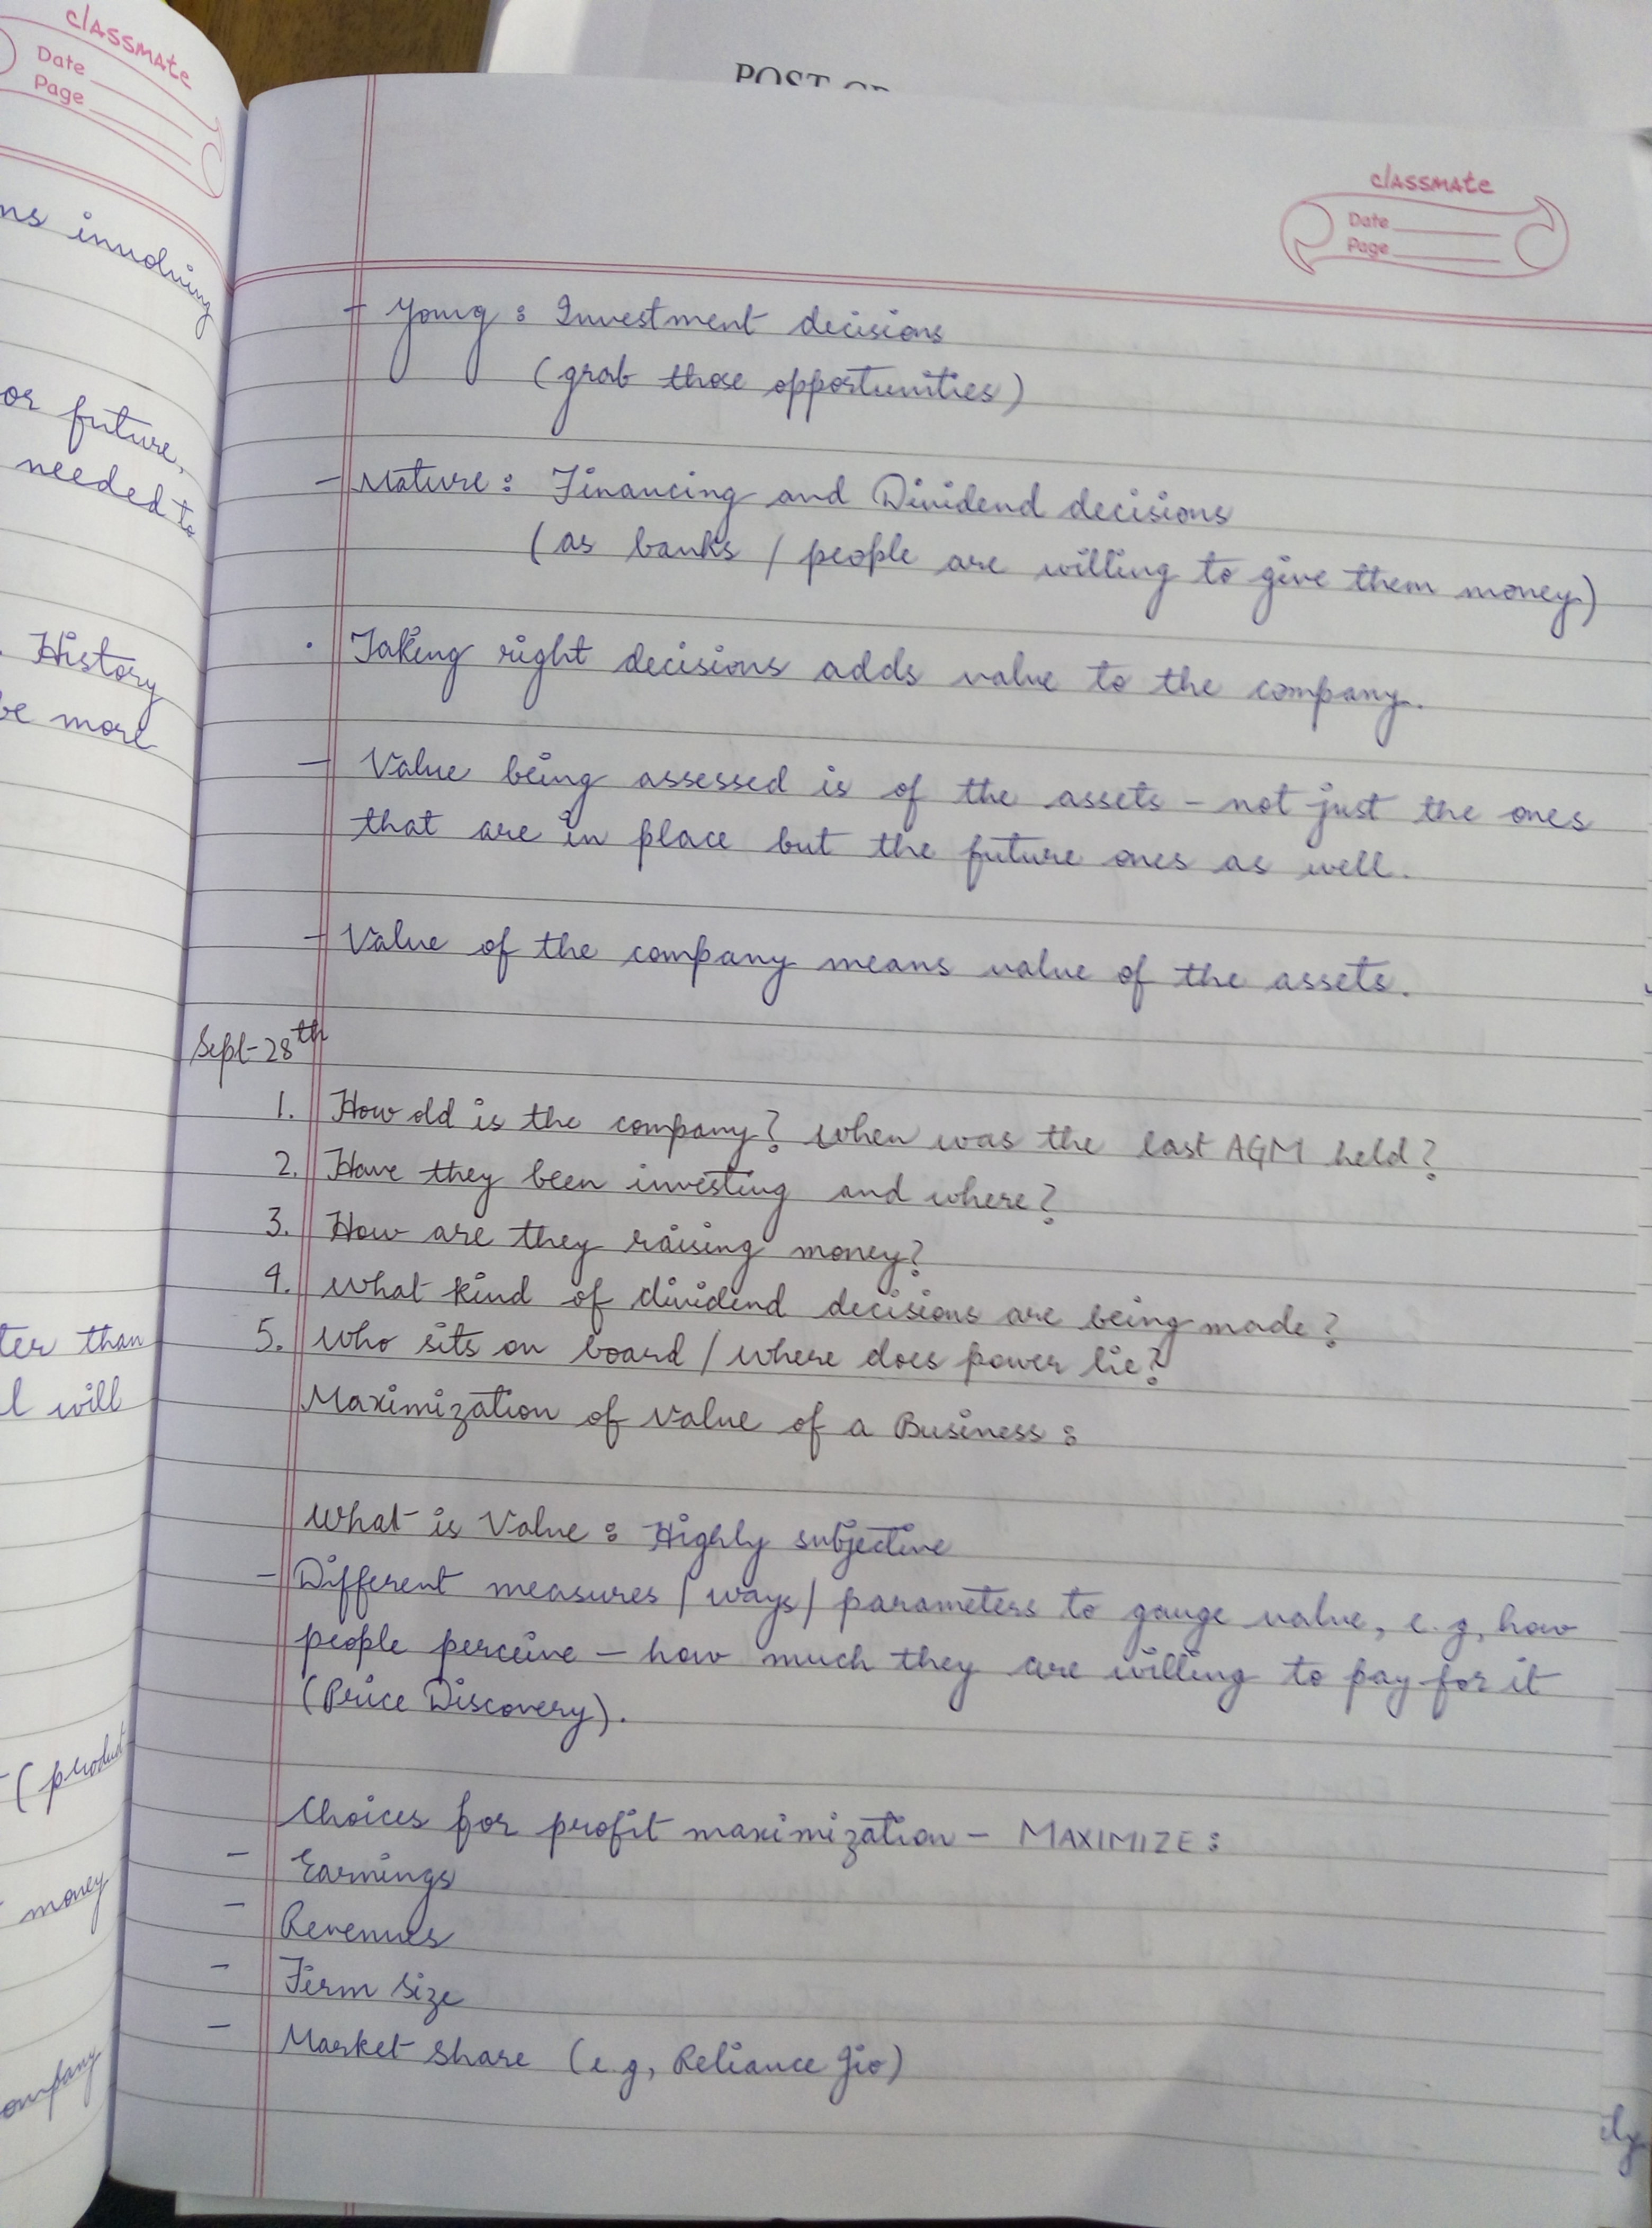 classmate
Date
Page
ns involving
or future,
needed to
History
be more
ter than
l will
(product
money
ompany
POST GR
classmate
Date
Page
- Young : Investment decisions
(grab those opportunities)
- Mature : Financing and Dividend decisions
(as banks / people are willing to give them money)
. Taking right decisions adds value to the company.
- Value being assessed is of the assets - not just the ones
that are in place but the future ones as well.
- Value of the company means value of the assets.
Sept-28th
1. How old is the company? When was the last AGM held?
2. Have they been investing and where?
3. How are they raising money?
4. What kind of dividend decisions are being made?
5. Who sits on board / where does power lie?
Maximization of Value of a Business :
What is Value : Highly subjective
- Different measures / ways / parameters to gauge value, e.g, how
people perceive - how much they are willing to pay for it
(Price Discovery).
Choices for profit maximization - MAXIMIZE :
- Earnings
- Revenues
- Firm Size
- Market Share (e.g, Reliance Jio)